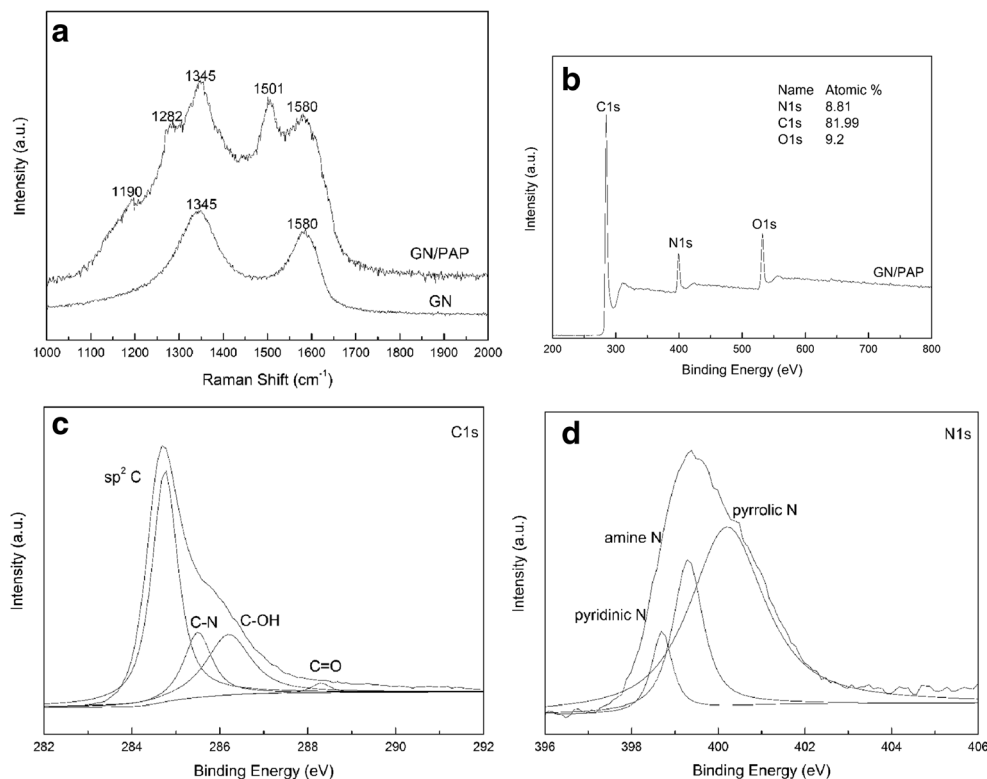 a
1345
1501
1580
1282
1190
1345
1580
GN/PAP
GN
Intensity (a.u.)
1000 1100 1200 1300 1400 1500 1600 1700 1800 1900 2000
Raman Shift (cm⁻¹)
b
Name Atomic %
N1s 8.81
C1s 81.99
O1s 9.2
C1s
N1s
O1s
GN/PAP
Intensity (a.u.)
200 300 400 500 600 700 800
Binding Energy (eV)
c
C1s
sp² C
C-N
C-OH
C=O
Intensity (a.u.)
282 284 286 288 290 292
Binding Energy (eV)
d
N1s
pyrrolic N
amine N
pyridinic N
Intensity (a.u.)
396 398 400 402 404 406
Binding Energy (eV)